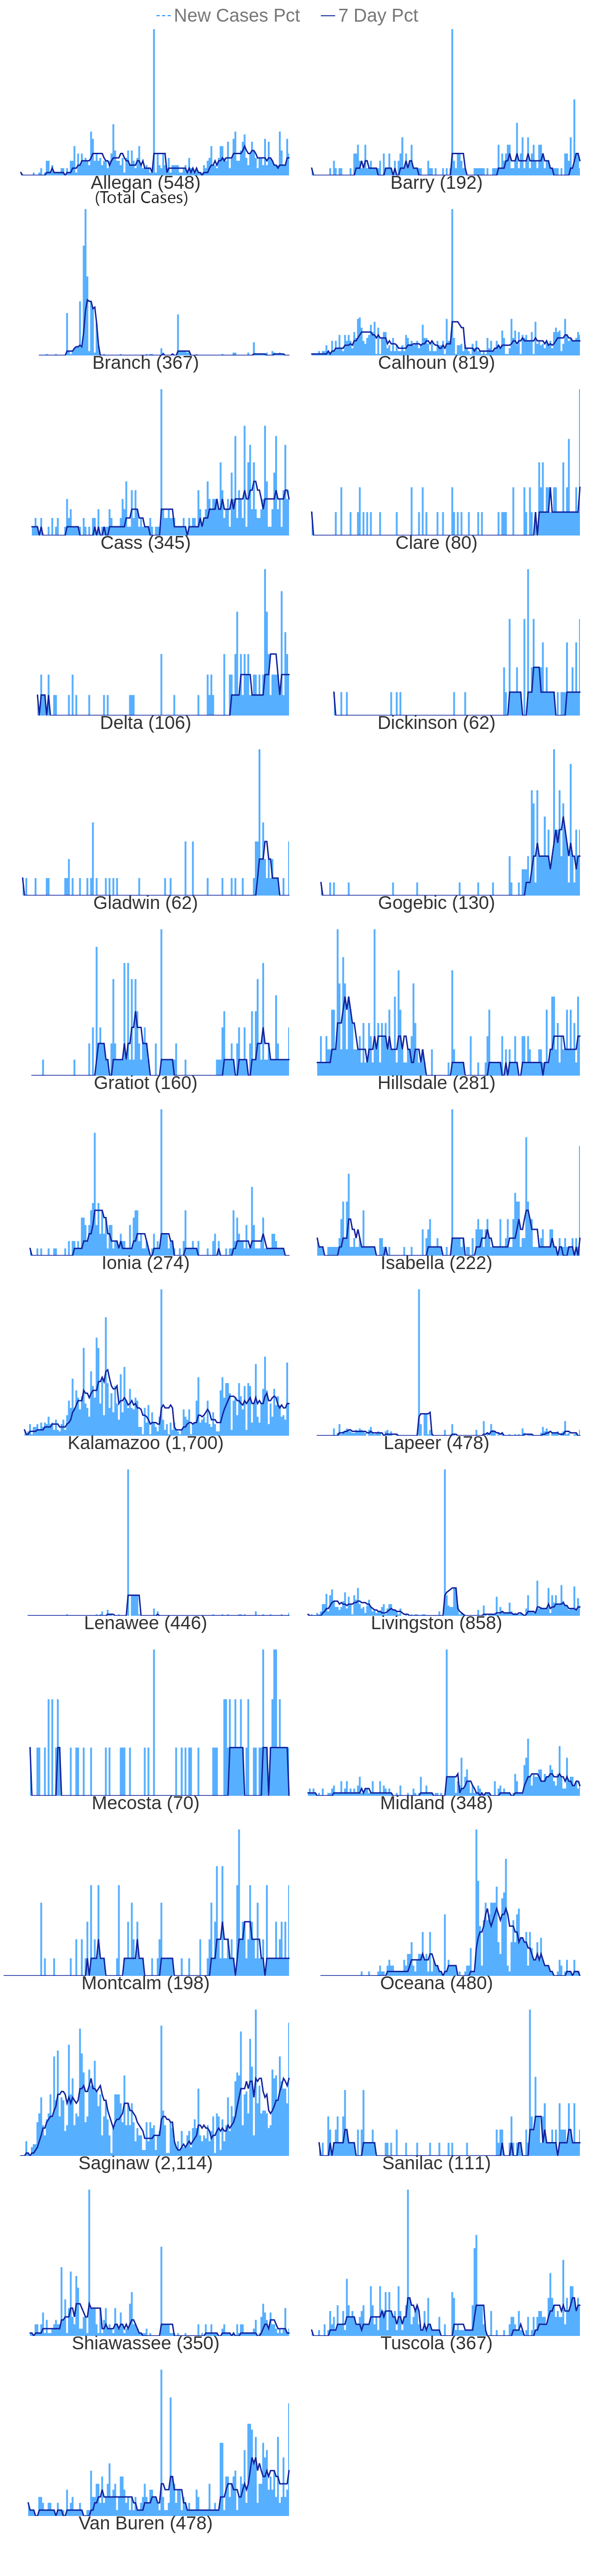 New Cases Pct 7 Day Pct
Allegan (548) Barry (192)
(Total Cases)
Branch (367) Calhoun (819)
Cass (345) Clare (80)
Delta (106) Dickinson (62)
Gladwin (62) Gogebic (130)
Gratiot (160) Hillsdale (281)
Ionia (274) Isabella (222)
Kalamazoo (1,700) Lapeer (478)
Lenawee (446) Livingston (858)
Mecosta (70) Midland (348)
Montcalm (198) Oceana (480)
Saginaw (2,114) Sanilac (111)
Shiawassee (350) Tuscola (367)
Van Buren (478)